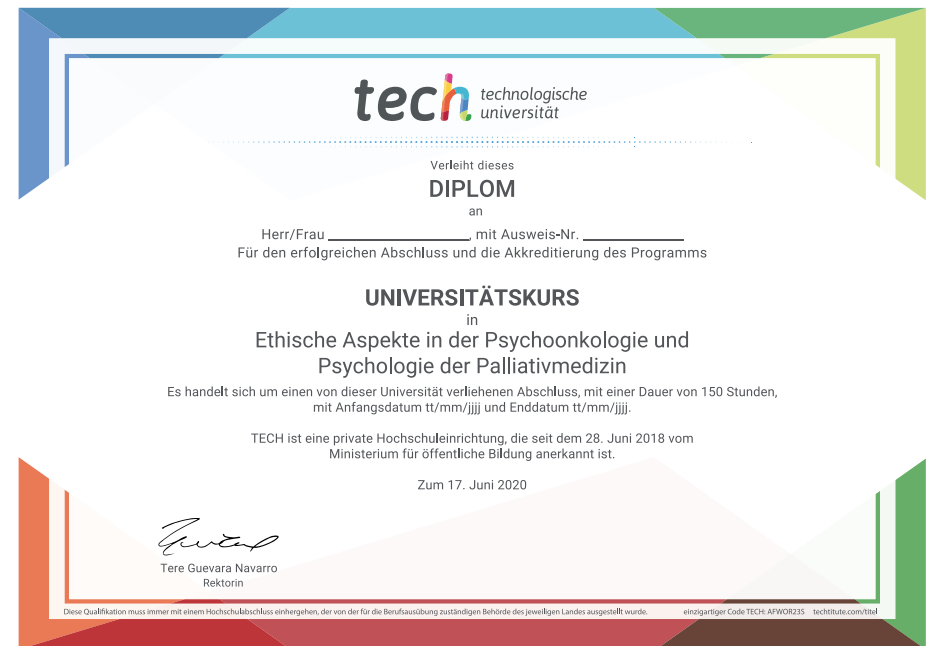 tech technologische
universität
Verleiht dieses
DIPLOM
an
Herr/Frau ____________________, mit Ausweis-Nr. ______________
Für den erfolgreichen Abschluss und die Akkreditierung des Programms
UNIVERSITÄTSKURS
in
Ethische Aspekte in der Psychoonkologie und
Psychologie der Palliativmedizin
Es handelt sich um einen von dieser Universität verliehenen Abschluss, mit einer Dauer von 150 Stunden,
mit Anfangsdatum tt/mm/jjjj und Enddatum tt/mm/jjjj.
TECH ist eine private Hochschuleinrichtung, die seit dem 28. Juni 2018 vom
Ministerium für öffentliche Bildung anerkannt ist.
Zum 17. Juni 2020
Tere Guevara Navarro
Rektorin
Diese Qualifikation muss immer mit einem Hochschulabschluss einhergehen, der von der für die Berufsausübung zuständigen Behörde des jeweiligen Landes ausgestellt wurde. einzigartiger Code TECH: AFWOR23S techtitute.com/titel